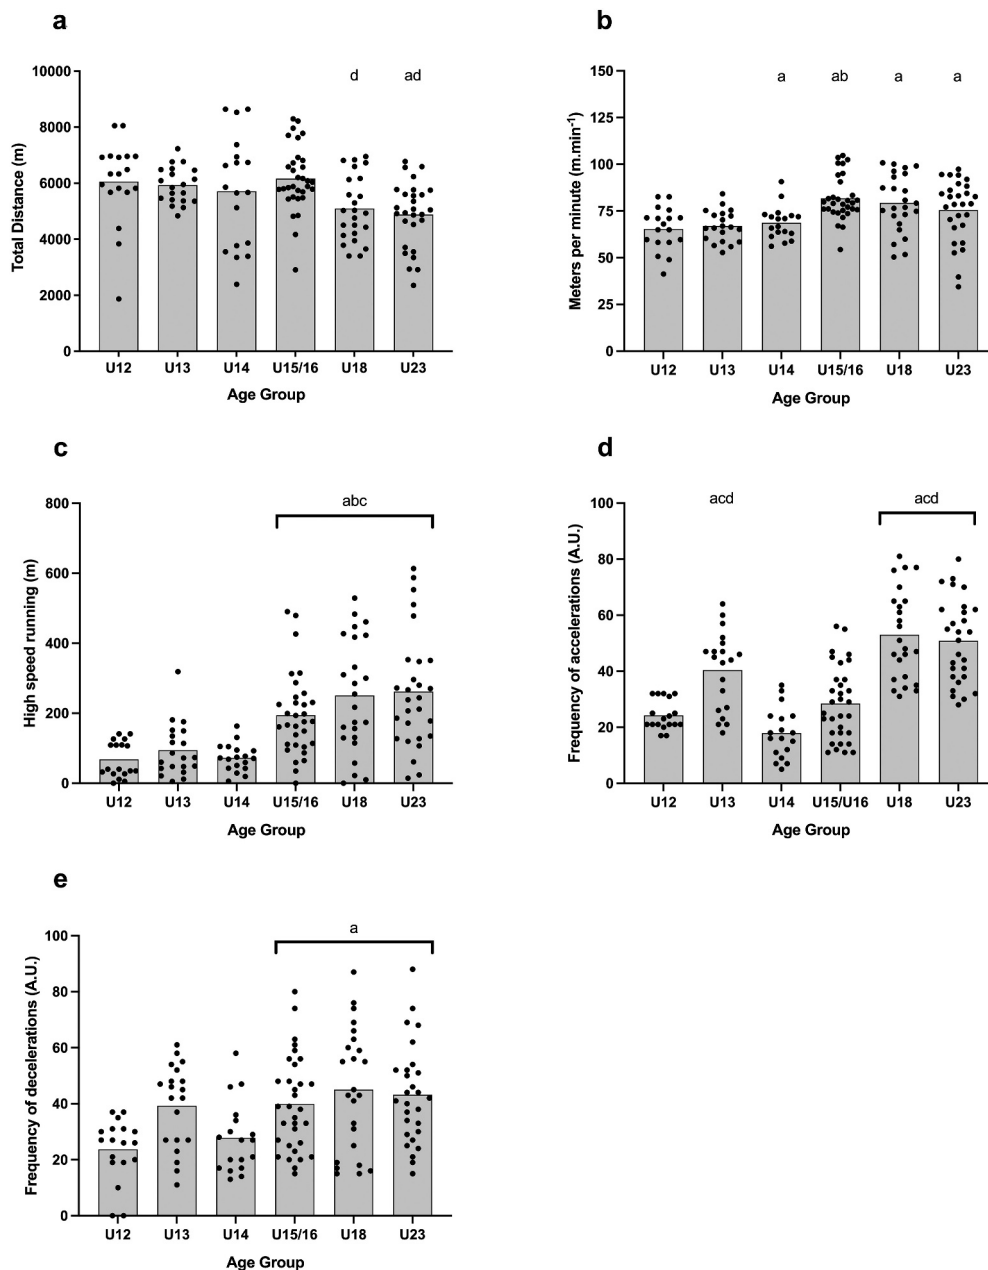 a
d ad
10000
8000
6000
4000
2000
0
Total Distance (m)
U12 U13 U14 U15/16 U18 U23
Age Group
b
a ab a a
150
125
100
75
50
25
0
Meters per minute (m.min-1)
U12 U13 U14 U15/16 U18 U23
Age Group
c
abc
800
600
400
200
0
High speed running (m)
U12 U13 U14 U15/16 U18 U23
Age Group
d
acd acd
100
80
60
40
20
0
Frequency of accelerations (A.U.)
U12 U13 U14 U15/U16 U18 U23
Age Group
e
a
100
80
60
40
20
0
Frequency of decelerations (A.U.)
U12 U13 U14 U15/16 U18 U23
Age Group